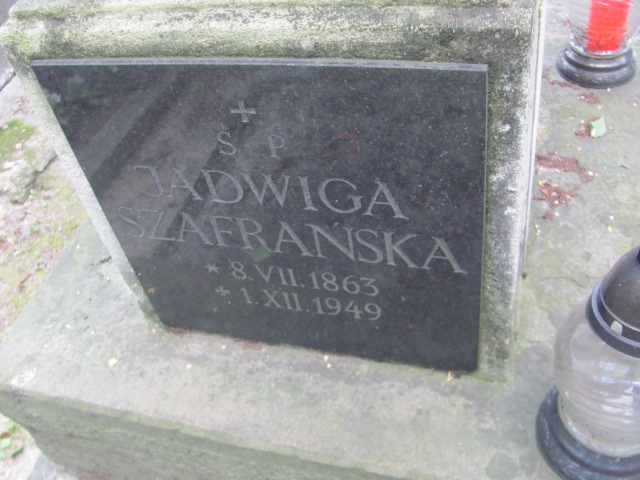 Ś P
JADWIGA
SZAFRAŃSKA
* 8.VII.1863
+ 1.XII.1949